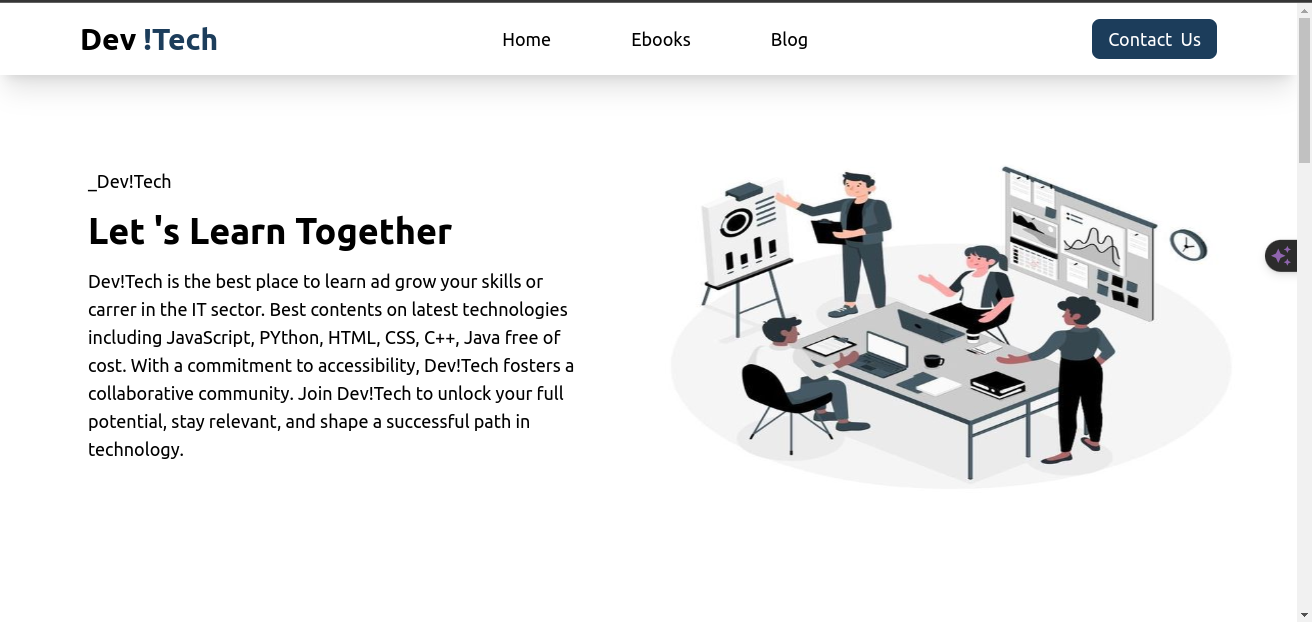 Dev !Tech
Home
Ebooks
Blog
Contact Us
_Dev!Tech
Let 's Learn Together
Dev!Tech is the best place to learn ad grow your skills or
carrer in the IT sector. Best contents on latest technologies
including JavaScript, PYthon, HTML, CSS, C++, Java free of
cost. With a commitment to accessibility, Dev!Tech fosters a
collaborative community. Join Dev!Tech to unlock your full
potential, stay relevant, and shape a successful path in
technology.